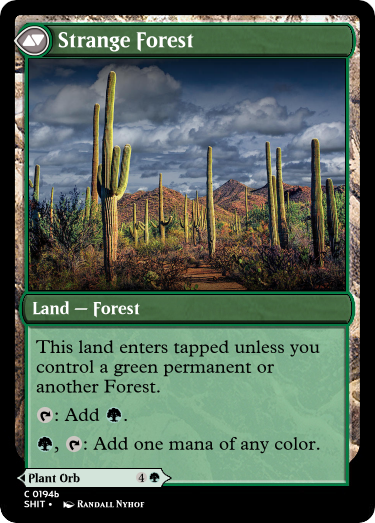 Strange Forest
Land — Forest
This land enters tapped unless you
control a green permanent or
another Forest.
: Add .
, : Add one mana of any color.
Plant Orb 4
C 0194b
SHIT • Randall Nyhof